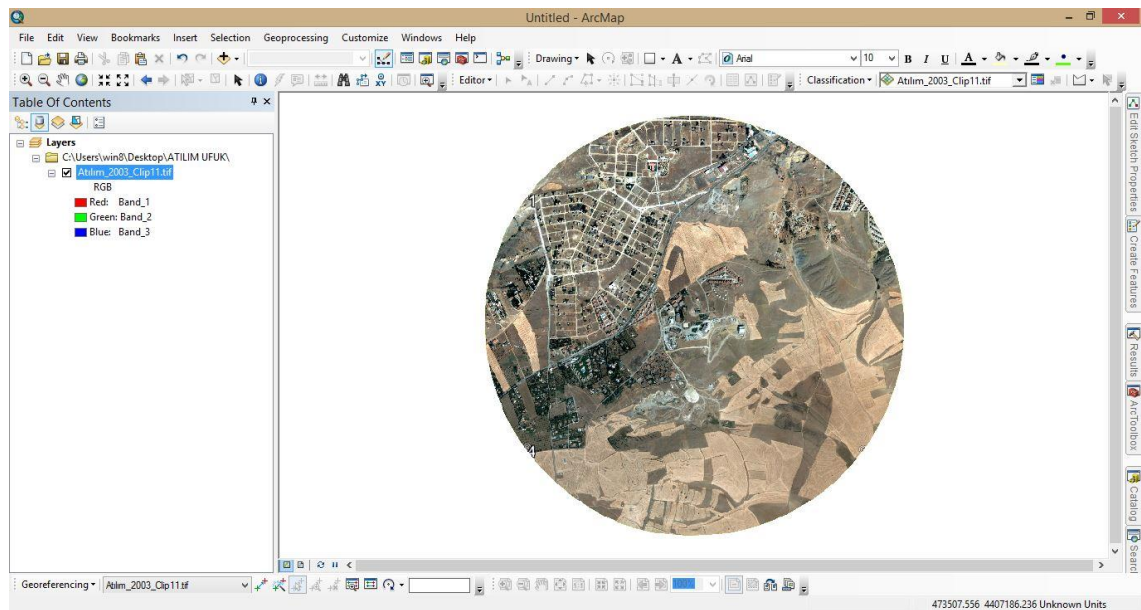 Untitled - ArcMap
File Edit View Bookmarks Insert Selection Geoprocessing Customize Windows Help
Drawing A Arial 10 B I U A
Editor Classification Atılım_2003_Clip11.tif
Table Of Contents
Layers
C:\Users\win8\Desktop\ATILIM UFUK\
Atılım_2003_Clip11.tif
RGB
Red: Band_1
Green: Band_2
Blue: Band_3
1
4
Edit Sketch Properties
Create Features
Results
ArcToolbox
Catalog
Search
Georeferencing Atılım_2003_Clip11.tif
473507.556 4407186.236 Unknown Units